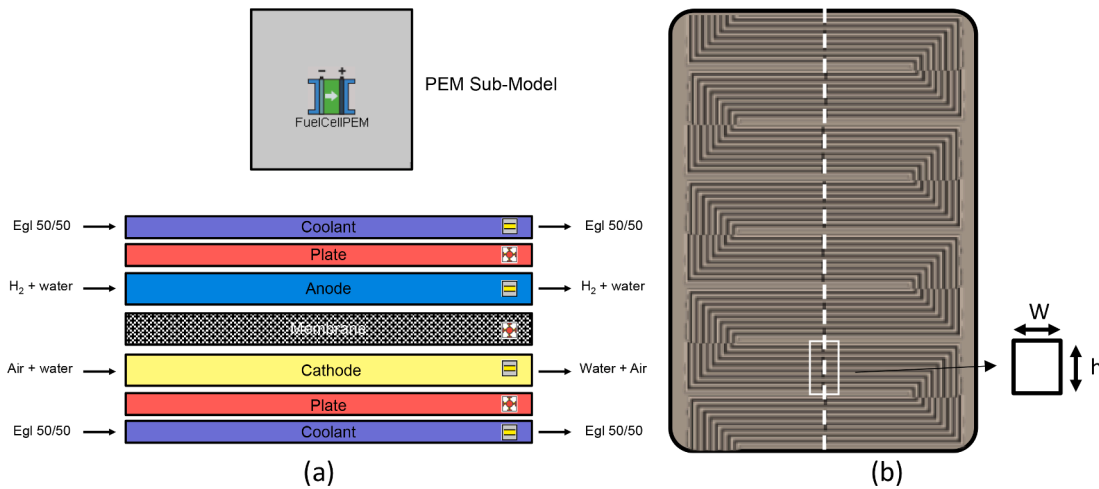 - +
FuelCellPEM
PEM Sub-Model
Egl 50/50
Coolant
Egl 50/50
Plate
H₂ + water
Anode
H₂ + water
Membrane
Air + water
Cathode
Water + Air
Plate
Egl 50/50
Coolant
Egl 50/50
(a)
W
h
(b)